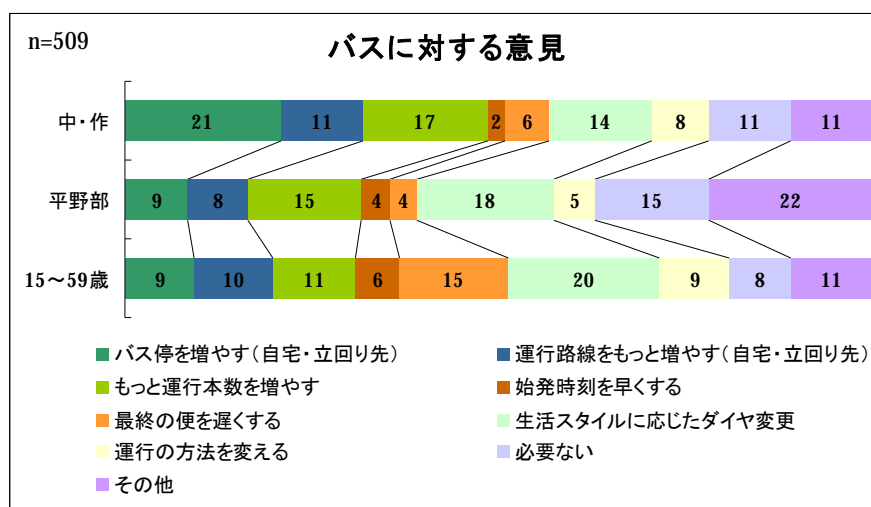 n=509
バスに対する意見
中・作
21 11 17 2 6 14 8 11 11
平野部
9 8 15 4 4 18 5 15 22
15～59歳
9 10 11 6 15 20 9 8 11
バス停を増やす（自宅・立回り先）
運行路線をもっと増やす（自宅・立回り先）
もっと運行本数を増やす
始発時刻を早くする
最終の便を遅くする
生活スタイルに応じたダイヤ変更
運行の方法を変える
必要ない
その他